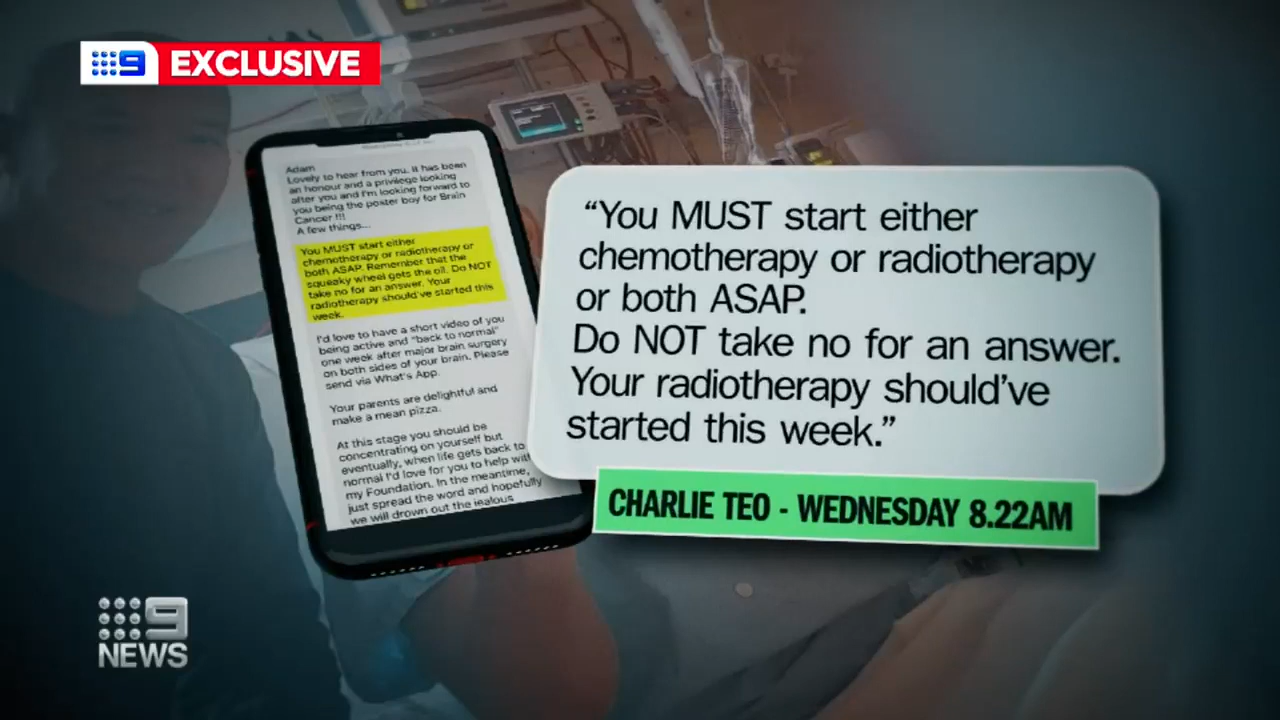 9 EXCLUSIVE
Adam
Lovely to hear from you. It has been
an honour and a privilege looking
after you and I'm looking forward to
you being the poster boy for Brain
Cancer !!!
A few things...
You MUST start either
chemotherapy or radiotherapy or
both ASAP. Remember that the
squeaky wheel gets the oil. Do NOT
take no for an answer. Your
radiotherapy should've started this
week.
I'd love to have a short video of you
being active and "back to normal"
one week after major brain surgery
on both sides of your brain. Please
send via What's App.
Your parents are delightful and
make a mean pizza.
At this stage you should be
concentrating on yourself but
eventually, when life gets back to
normal I'd love for you to help with
my Foundation. In the meantime,
just spread the word and hopefully
we will drown out the jealous
“You MUST start either
chemotherapy or radiotherapy
or both ASAP.
Do NOT take no for an answer.
Your radiotherapy should’ve
started this week.”
CHARLIE TEO - WEDNESDAY 8.22AM
9
NEWS